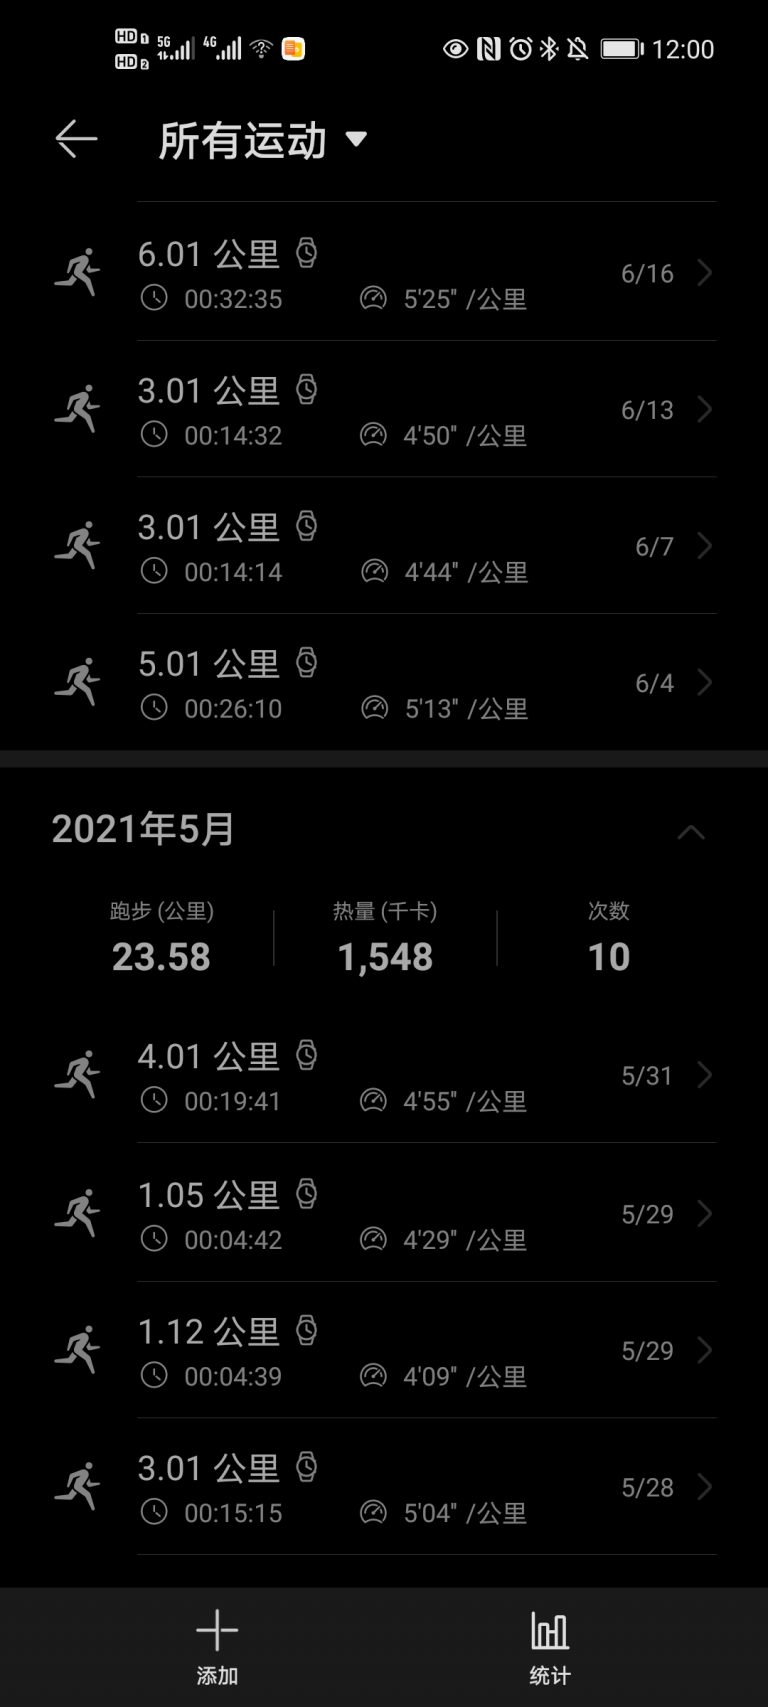 HD 1 5G 4G 12:00
HD 2
所有运动
6.01 公里
00:32:35 5'25" /公里 6/16
3.01 公里
00:14:32 4'50" /公里 6/13
3.01 公里
00:14:14 4'44" /公里 6/7
5.01 公里
00:26:10 5'13" /公里 6/4
2021年5月
跑步 (公里) 热量 (千卡) 次数
23.58 1,548 10
4.01 公里
00:19:41 4'55" /公里 5/31
1.05 公里
00:04:42 4'29" /公里 5/29
1.12 公里
00:04:39 4'09" /公里 5/29
3.01 公里
00:15:15 5'04" /公里 5/28
添加 统计